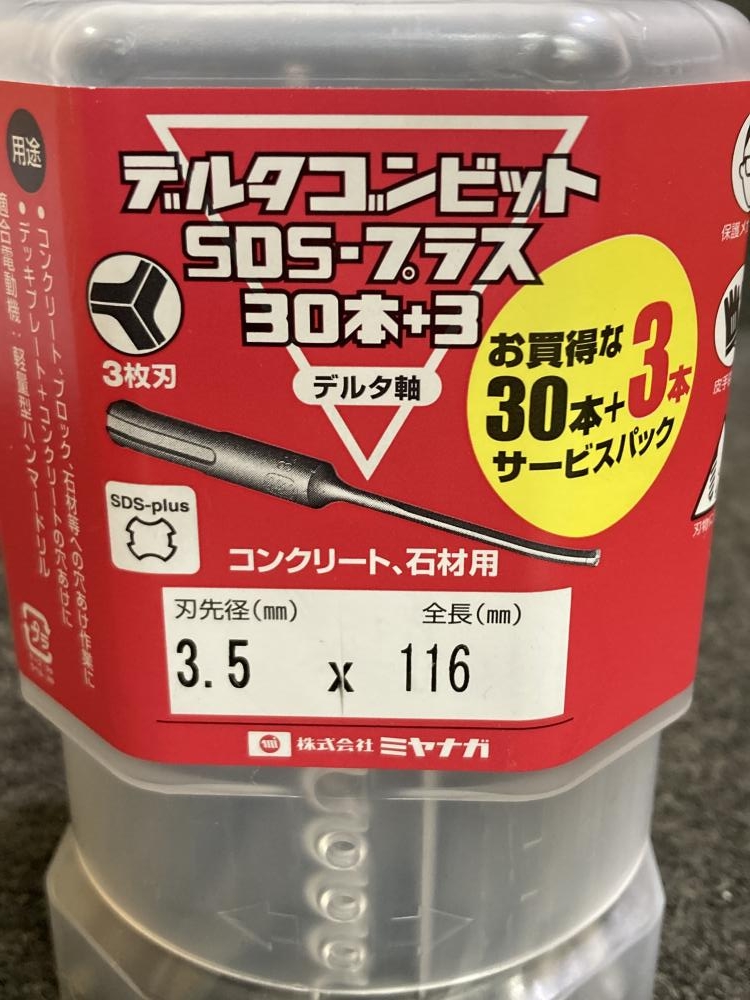 デルタゴンビット
SDS-プラス
30本+3
デルタ軸
3枚刃
お買得な
30本+3本
サービスパック
SDS-plus
コンクリート、石材用
刃先径(mm)
全長(mm)
3.5 x 116
株式会社 ミヤナガ
用途
●コンクリート、ブロック、石材等への穴あけ作業に
●デッキプレート+コンクリートの穴あけに
適合電動機:軽量型ハンマードリル
保護メ